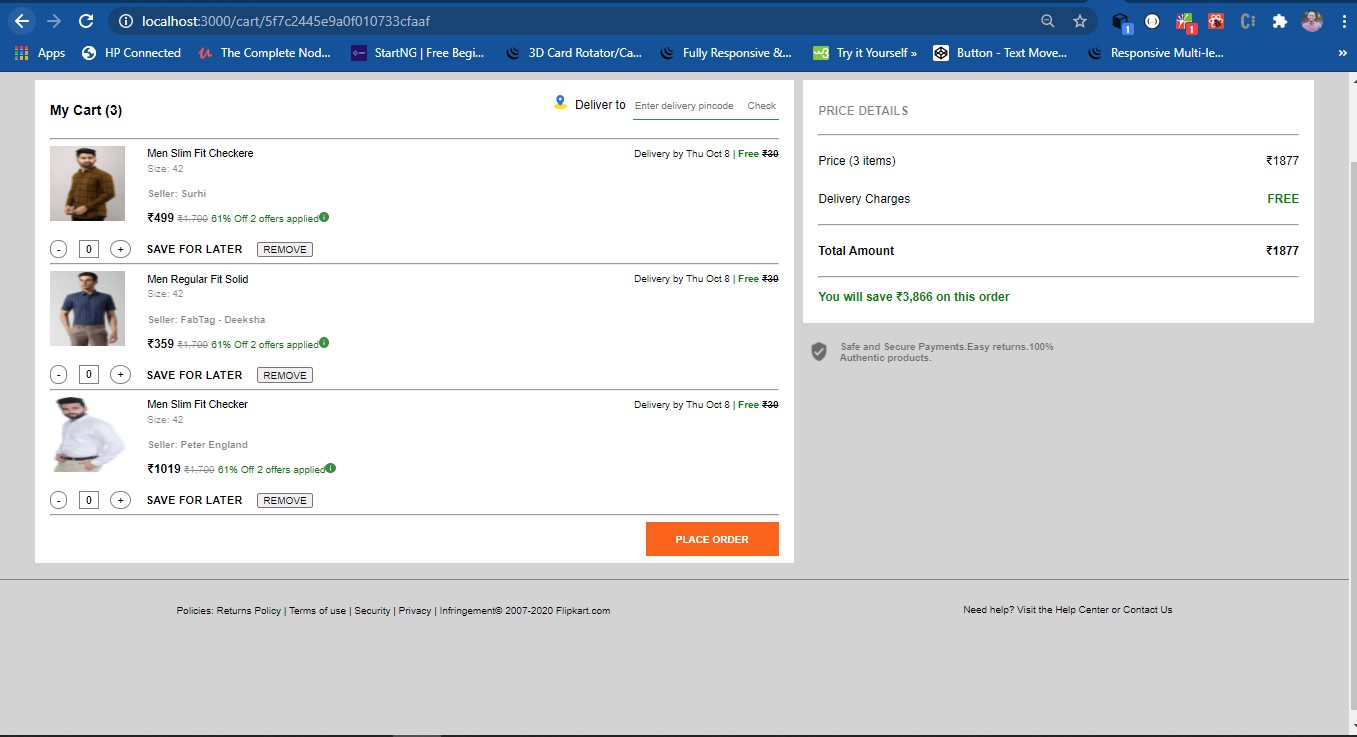 localhost:3000/cart/5f7c2445e9a0f010733cfaaf
1
1
Apps
HP Connected
The Complete Nod...
StartNG | Free Begi...
3D Card Rotator/Ca...
Fully Responsive &...
Try it Yourself »
Button - Text Move...
Responsive Multi-le...
»
My Cart (3)
Deliver to Enter delivery pincode Check
Men Slim Fit Checkere
Delivery by Thu Oct 8 | Free ₹30
Size: 42
Seller: Surhi
₹499 ₹1,700 61% Off 2 offers applied
- 0 + SAVE FOR LATER REMOVE
Men Regular Fit Solid
Delivery by Thu Oct 8 | Free ₹30
Size: 42
Seller: FabTag - Deeksha
₹359 ₹1,700 61% Off 2 offers applied
- 0 + SAVE FOR LATER REMOVE
Men Slim Fit Checker
Delivery by Thu Oct 8 | Free ₹30
Size: 42
Seller: Peter England
₹1019 ₹1,700 61% Off 2 offers applied
- 0 + SAVE FOR LATER REMOVE
PLACE ORDER
PRICE DETAILS
Price (3 items) ₹1877
Delivery Charges FREE
Total Amount ₹1877
You will save ₹3,866 on this order
Safe and Secure Payments.Easy returns.100%
Authentic products.
Policies: Returns Policy | Terms of use | Security | Privacy | Infringement© 2007-2020 Flipkart.com
Need help? Visit the Help Center or Contact Us